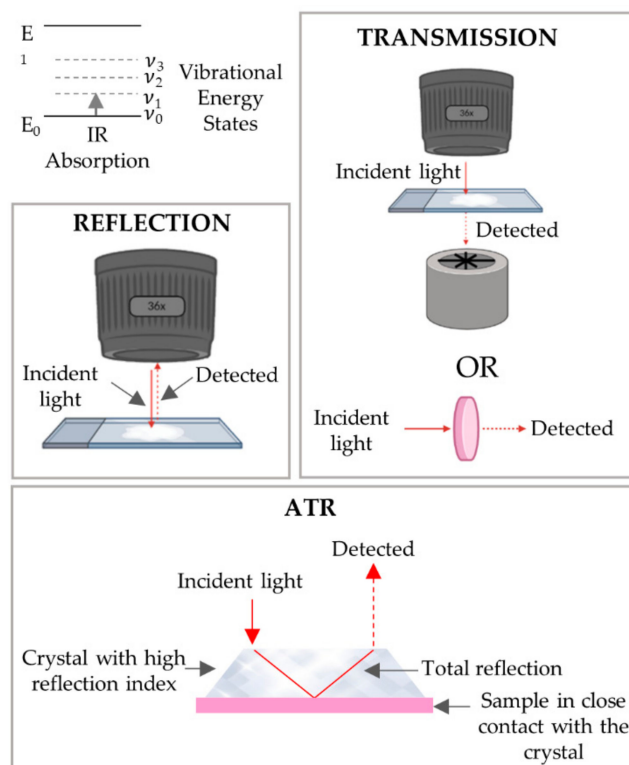 E
1
E0
ν3
ν2
ν1
ν0
IR
Absorption
Vibrational
Energy
States
TRANSMISSION
36x
Incident light
Detected
OR
Incident
light
Detected
REFLECTION
36x
Incident
light
Detected
ATR
Detected
Incident light
Crystal with high
reflection index
Total reflection
Sample in close
contact with the
crystal